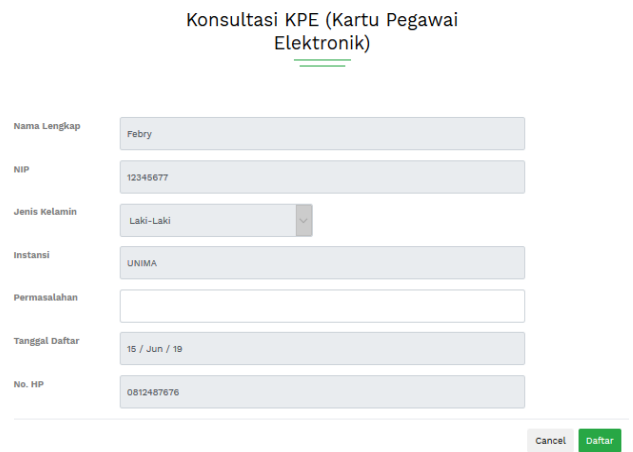 Konsultasi KPE (Kartu Pegawai
Elektronik)
Nama Lengkap
Febry
NIP
12345677
Jenis Kelamin
Laki-Laki
Instansi
UNIMA
Permasalahan
Tanggal Daftar
15 / Jun / 19
No. HP
0812487676
Cancel
Daftar